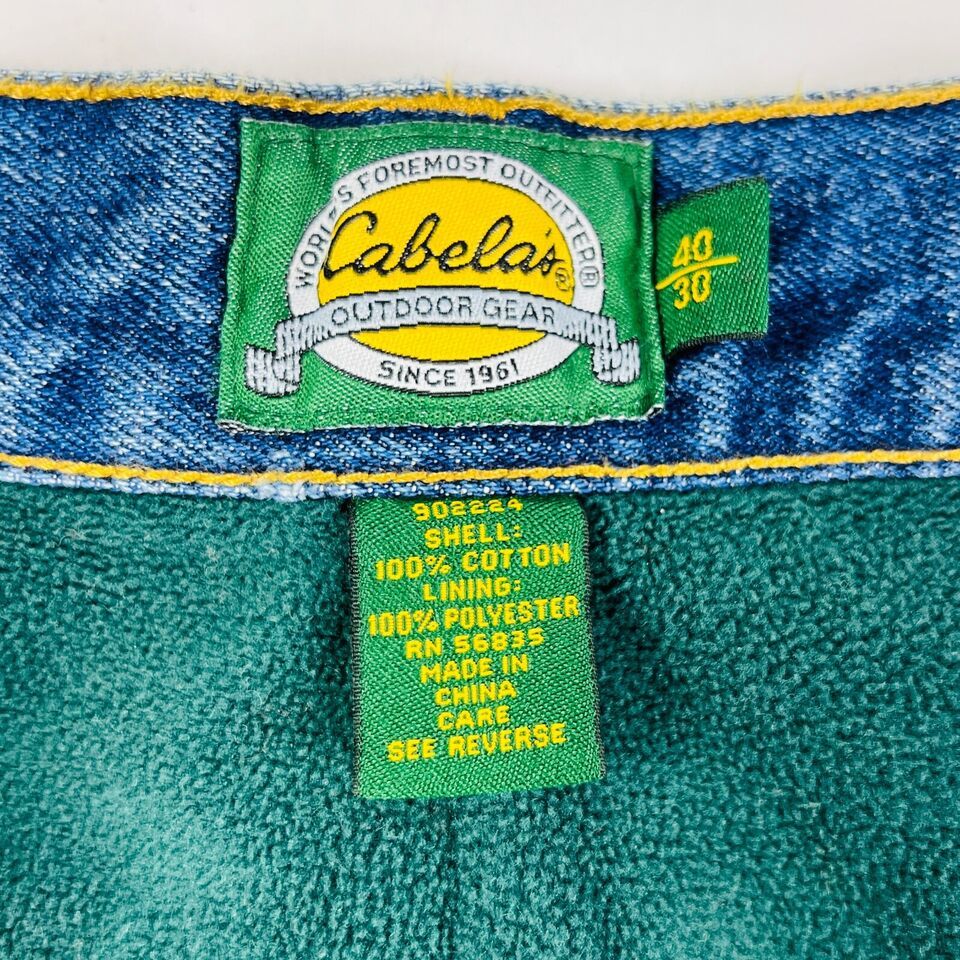 WORLD'S FOREMOST OUTFITTER®
Cabela's®
OUTDOOR GEAR
SINCE 1961
40/30
902224
SHELL:
100% COTTON
LINING:
100% POLYESTER
RN 56835
MADE IN
CHINA
CARE
SEE REVERSE